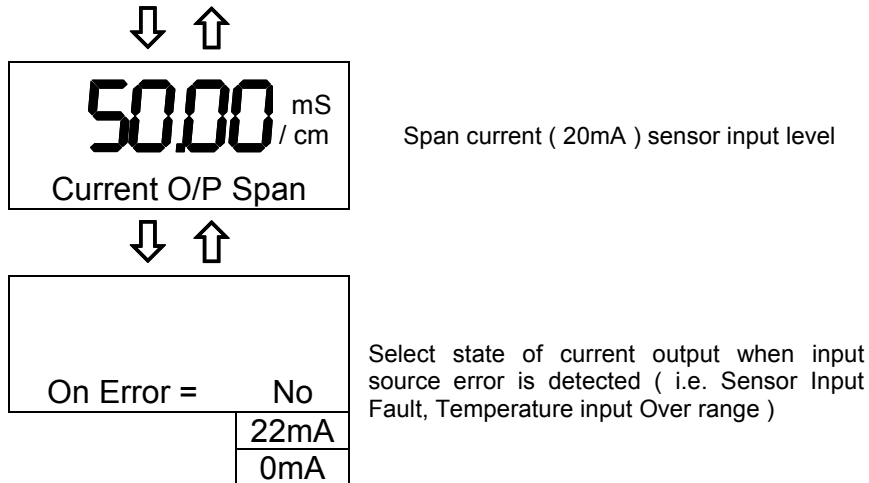 50.00 mS / cm
Current O/P Span
Span current ( 20mA ) sensor input level
On Error = No
22mA
0mA
Select state of current output when input
source error is detected ( i.e. Sensor Input
Fault, Temperature input Over range )